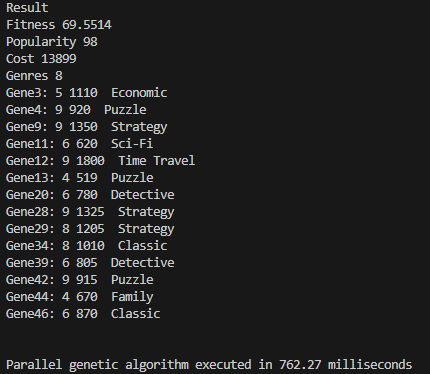 Result
Fitness 69.5514
Popularity 98
Cost 13899
Genres 8
Gene3: 5 1110  Economic
Gene4: 9 920  Puzzle
Gene9: 9 1350  Strategy
Gene11: 6 620  Sci-Fi
Gene12: 9 1800  Time Travel
Gene13: 4 519  Puzzle
Gene20: 6 780  Detective
Gene28: 9 1325  Strategy
Gene29: 8 1205  Strategy
Gene34: 8 1010  Classic
Gene39: 6 805  Detective
Gene42: 9 915  Puzzle
Gene44: 4 670  Family
Gene46: 6 870  Classic
Parallel genetic algorithm executed in 762.27 milliseconds